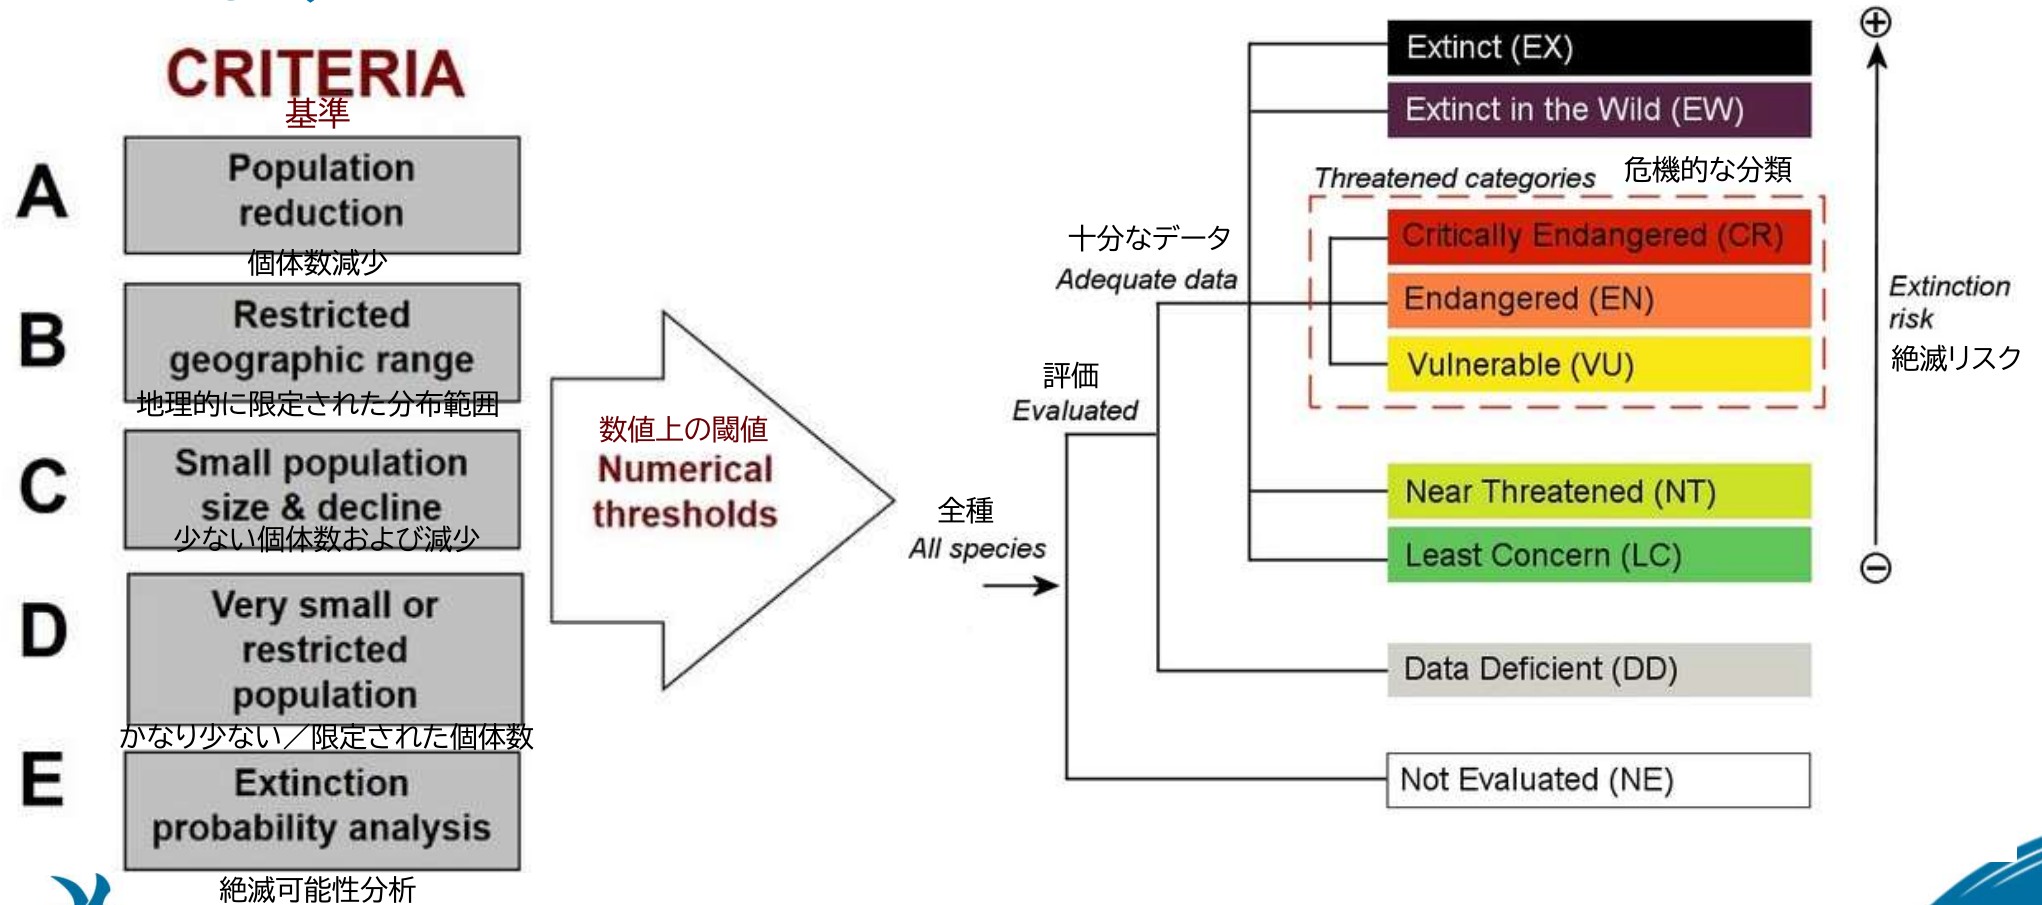 CRITERIA
基準
A
Population
reduction
個体数減少
B
Restricted
geographic range
地理的に限定された分布範囲
C
Small population
size & decline
少ない個体数および減少
D
Very small or
restricted
population
かなり少ない／限定された個体数
E
Extinction
probability analysis
絶滅可能性分析
数値上の閾値
Numerical
thresholds
全種
All species
評価
Evaluated
十分なデータ
Adequate data
Extinct (EX)
Extinct in the Wild (EW)
Threatened categories 危機的な分類
Critically Endangered (CR)
Endangered (EN)
Vulnerable (VU)
Near Threatened (NT)
Least Concern (LC)
Data Deficient (DD)
Not Evaluated (NE)
+
Extinction
risk
絶滅リスク
−